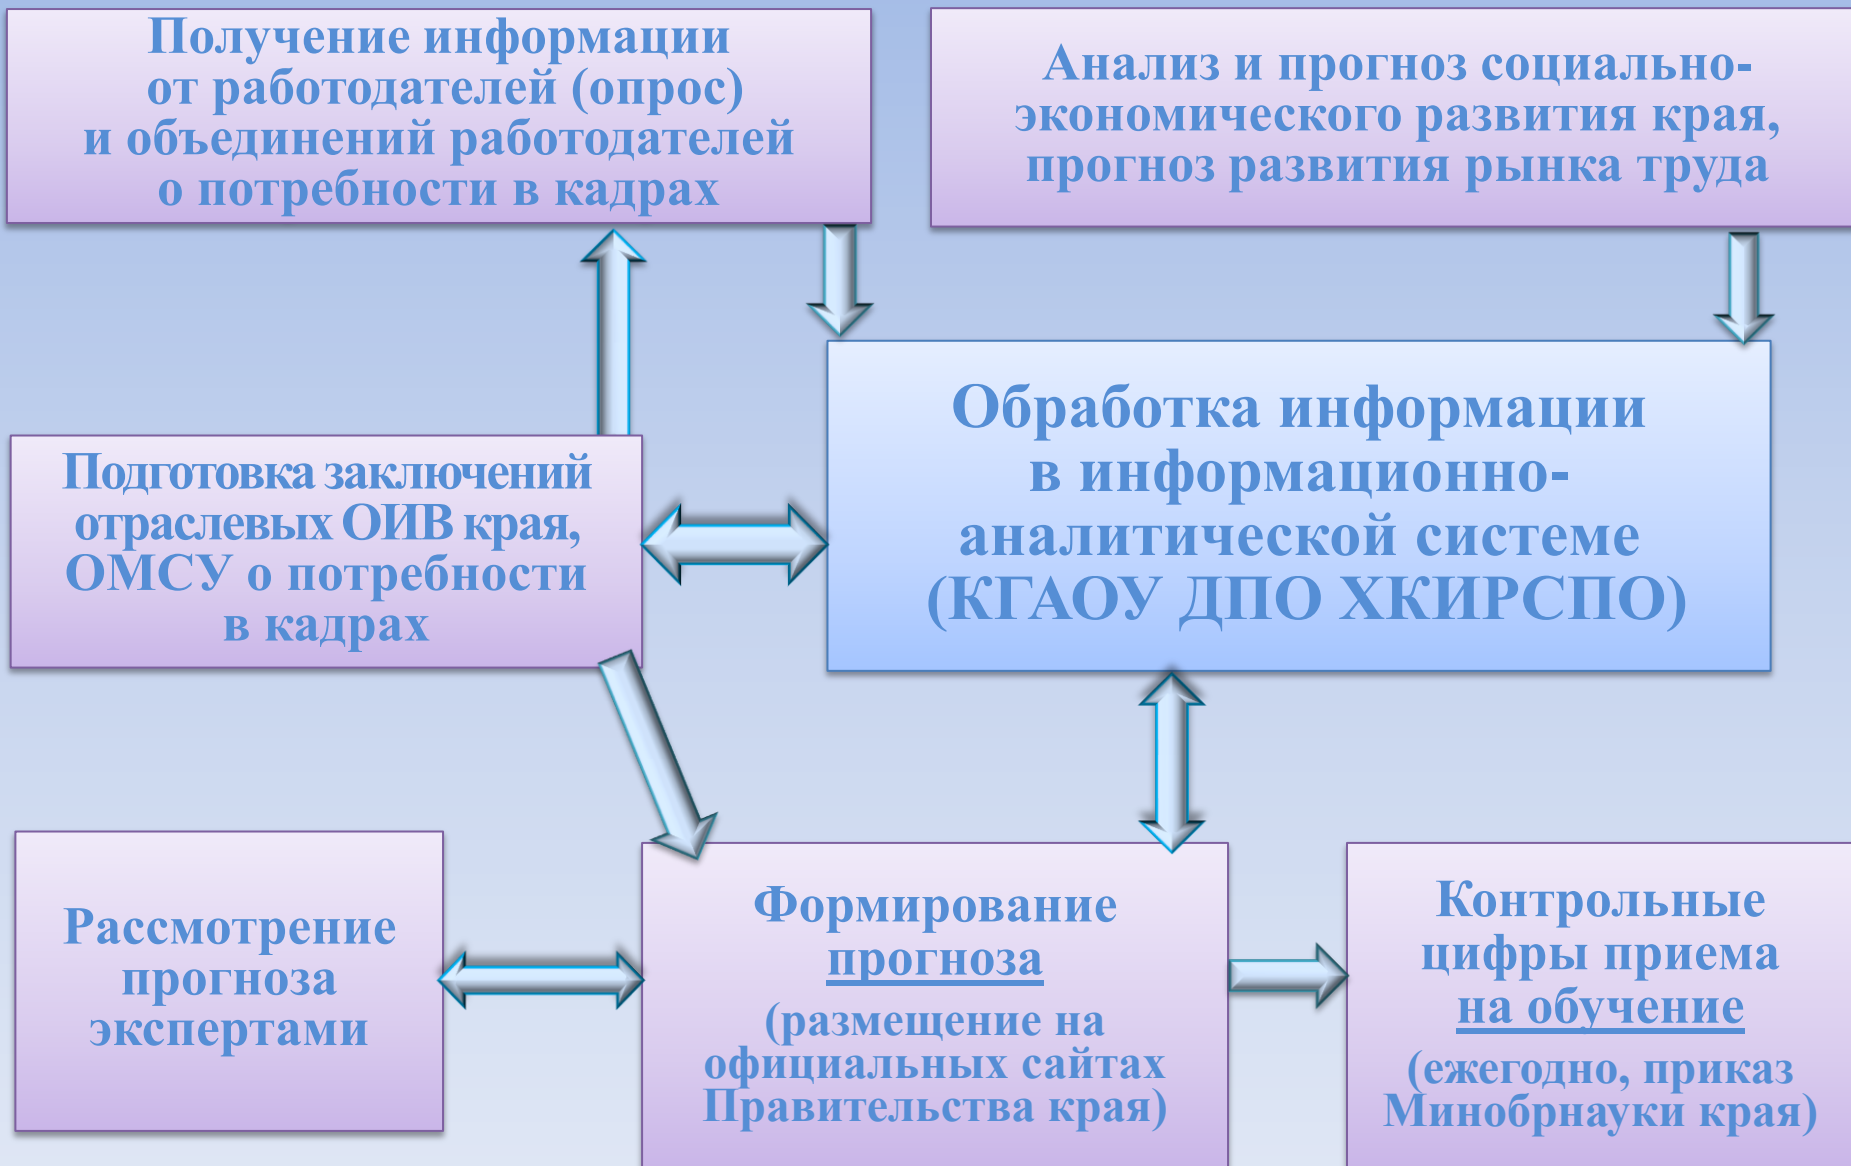 Получение информации
от работодателей (опрос)
и объединений работодателей
о потребности в кадрах
Анализ и прогноз социально-
экономического развития края,
прогноз развития рынка труда
Обработка информации
в информационно-
аналитической системе
(КГАОУ ДПО ХКИРСПО)
Подготовка заключений
отраслевых ОИВ края,
ОМСУ о потребности
в кадрах
Рассмотрение
прогноза
экспертами
Формирование
прогноза
(размещение на
официальных сайтах
Правительства края)
Контрольные
цифры приема
на обучение
(ежегодно, приказ
Минобрнауки края)